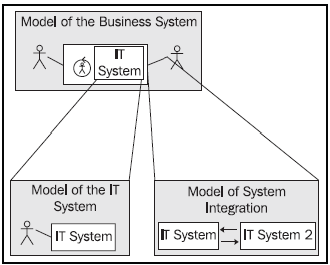 Model of the Business System
IT
System
Model of the IT
System
IT System
Model of System
Integration
IT System
IT System 2